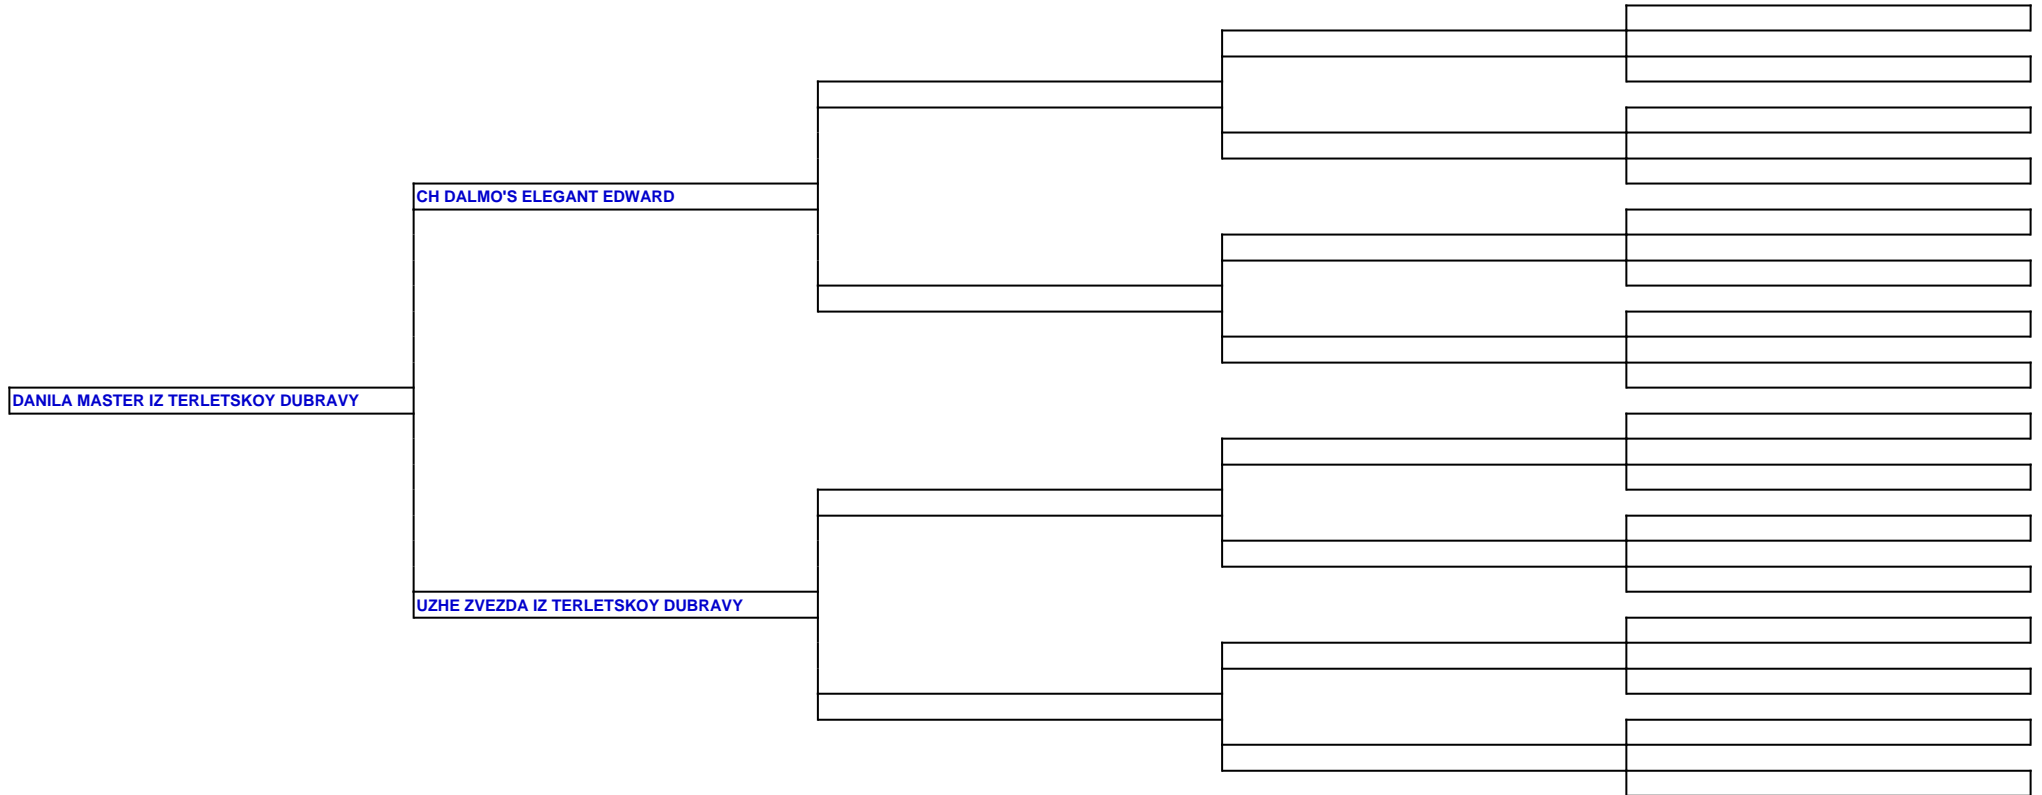 CH DALMO'S ELEGANT EDWARD
DANILA MASTER IZ TERLETSKOY DUBRAVY
UZHE ZVEZDA IZ TERLETSKOY DUBRAVY